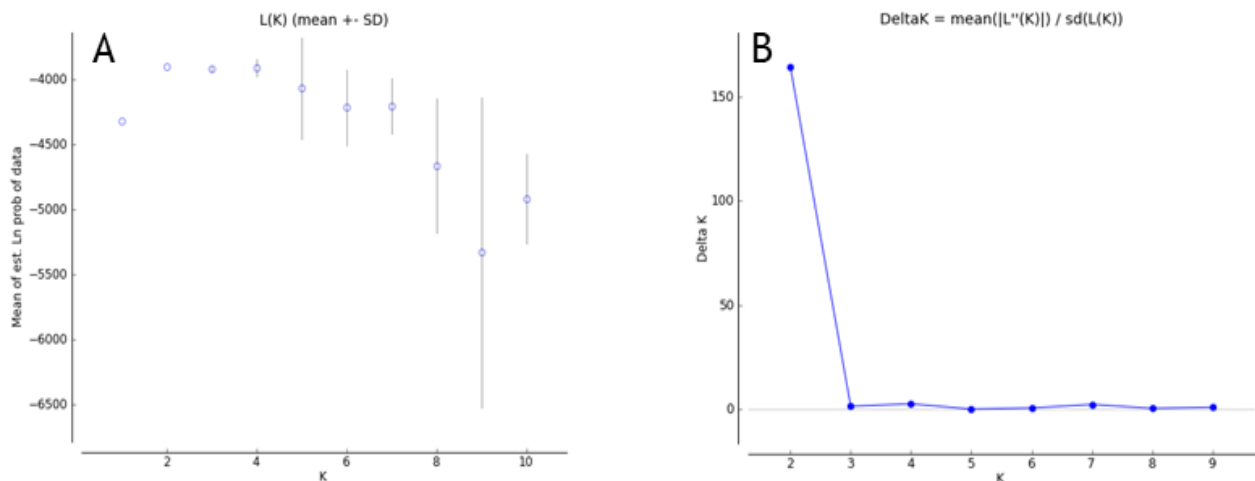 L(K) (mean +- SD)
A
−4000
−4500
−5000
−5500
−6000
−6500
Mean of est. Ln prob of data
2
4
6
8
10
K
DeltaK = mean(|L''(K)|) / sd(L(K))
B
150
100
50
0
Delta K
2
3
4
5
6
7
8
9
K